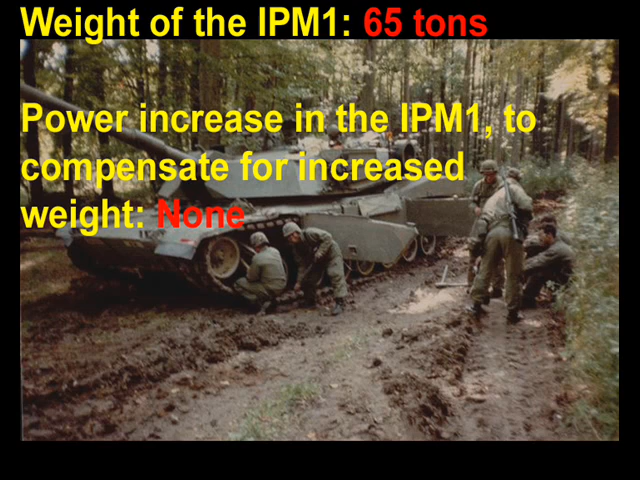 Weight of the IPM1: 65 tons
Power increase in the IPM1, to
compensate for increased
weight: None